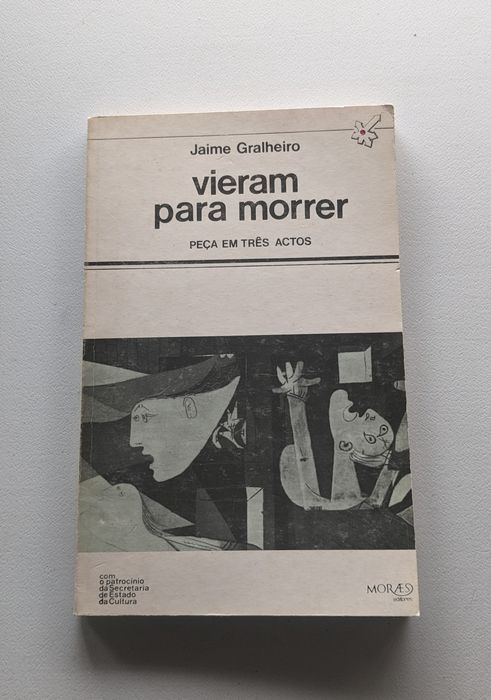 Jaime Gralheiro
vieram
para morrer
PEÇA EM TRÊS ACTOS
com
o patrocínio
da Secretaria
de Estado
da Cultura
MORÆS
editores